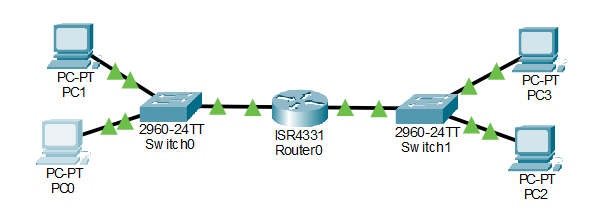 PC-PT
PC1
2960-24TT
Switch0
PC-PT
PC0
ISR4331
Router0
2960-24TT
Switch1
PC-PT
PC3
PC-PT
PC2